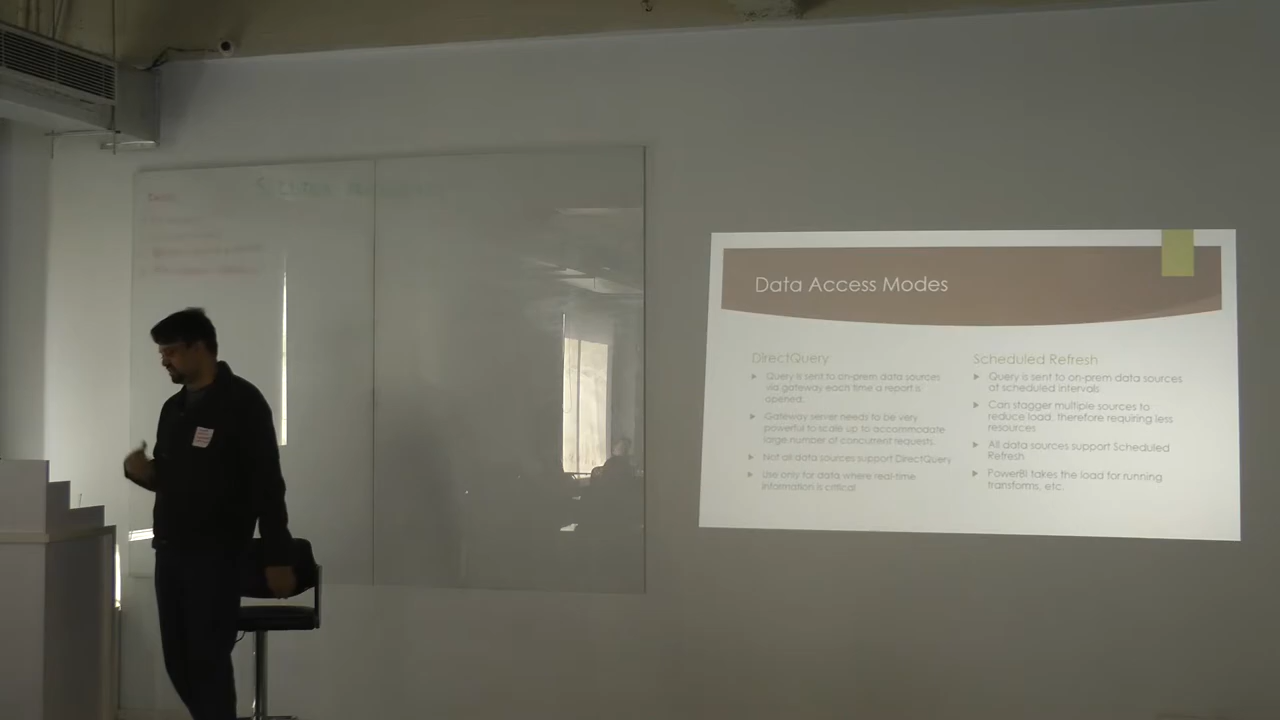 Data Access Modes
DirectQuery
Query is sent to on-prem data sources
via gateway each time a report is
opened.
Gateway server needs to be very
powerful to scale up to accommodate
large number of concurrent requests.
Not all data sources support DirectQuery
Use only for data where real-time
information is critical
Scheduled Refresh
Query is sent to on-prem data sources
at scheduled intervals
Can stagger multiple sources to
reduce load, therefore requiring less
resources
All data sources support Scheduled
Refresh
PowerBI takes the load for running
transforms, etc.